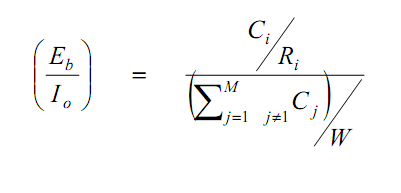 (E_b / I_o) = (C_i / R_i) / ((∑_{j=1 j≠1}^{M} C_j) / W)